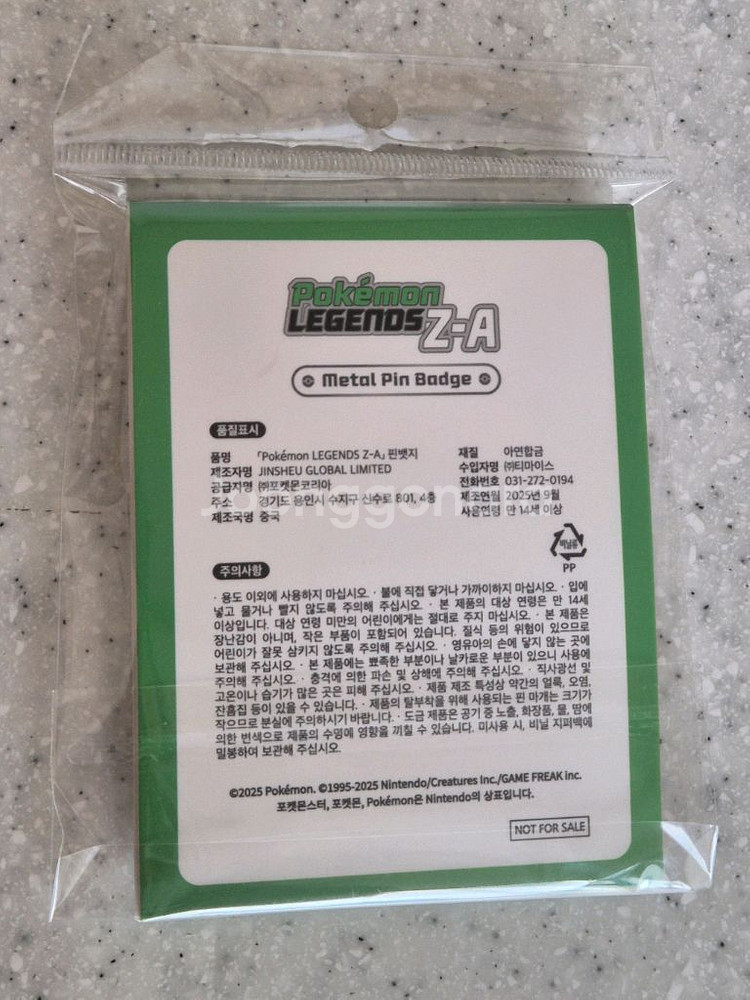 Pokémon
LEGENDS Z-A
Metal Pin Badge
품질표시
품명 「Pokémon LEGENDS Z-A」 핀뱃지
제조자명 JINSHEU GLOBAL LIMITED
공급자명 ㈜포켓몬코리아
주소 경기도 용인시 수지구 신수로 801, 4층
제조국명 중국
재질 아연합금
수입자명 ㈜티마이스
전화번호 031-272-0194
제조연월 2025년 9월
사용연령 만 14세 이상
비닐류
PP
주의사항
· 용도 이외에 사용하지 마십시오. · 불에 직접 닿거나 가까이하지 마십시오. · 입에
넣고 물거나 빨지 않도록 주의해 주십시오. · 본 제품의 대상 연령은 만 14세
이상입니다. 대상 연령 미만의 어린이에게는 절대로 주지 마십시오. · 본 제품은
장난감이 아니며, 작은 부품이 포함되어 있습니다. 질식 등의 위험이 있으므로
어린이가 잘못 삼키지 않도록 주의해 주십시오. · 영유아의 손에 닿지 않는 곳에
보관해 주십시오. · 본 제품에는 뾰족한 부분이나 날카로운 부분이 있으니 사용에
주의해 주십시오. · 충격에 의한 파손 및 상해에 주의해 주십시오. · 직사광선 및
고온이나 습기가 많은 곳은 피해 주십시오. · 제품 제조 특성상 약간의 얼룩, 오염,
잔흠집 등이 있을 수 있습니다. · 제품의 탈부착을 위해 사용되는 핀 마개는 크기가
작으므로 분실에 주의하시기 바랍니다. · 도금 제품은 공기 중 노출, 화장품, 물, 땀에
의한 변색으로 제품의 수명에 영향을 끼칠 수 있습니다. 미사용 시, 비닐 지퍼백에
밀봉하여 보관해 주십시오.
©2025 Pokémon. ©1995-2025 Nintendo/Creatures Inc./GAME FREAK inc.
포켓몬스터, 포켓몬, Pokémon은 Nintendo의 상표입니다.
NOT FOR SALE